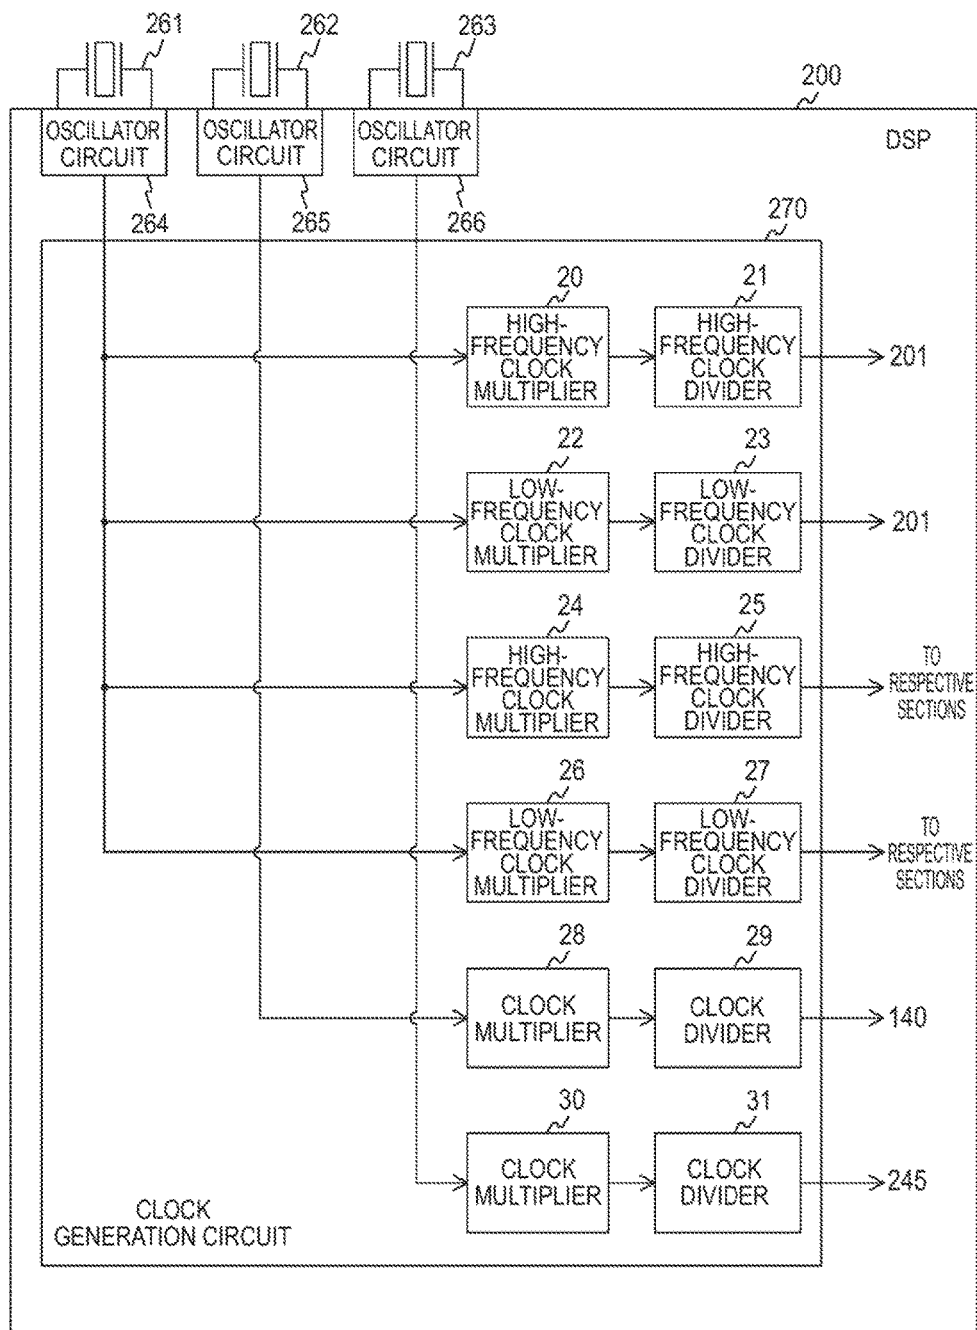 261
262
263
200
OSCILLATOR
CIRCUIT
OSCILLATOR
CIRCUIT
OSCILLATOR
CIRCUIT
DSP
264
265
266
270
20
21
HIGH-
FREQUENCY
CLOCK
MULTIPLIER
HIGH-
FREQUENCY
CLOCK
DIVIDER
201
22
23
LOW-
FREQUENCY
CLOCK
MULTIPLIER
LOW-
FREQUENCY
CLOCK
DIVIDER
201
24
25
HIGH-
FREQUENCY
CLOCK
MULTIPLIER
HIGH-
FREQUENCY
CLOCK
DIVIDER
TO
RESPECTIVE
SECTIONS
26
27
LOW-
FREQUENCY
CLOCK
MULTIPLIER
LOW-
FREQUENCY
CLOCK
DIVIDER
TO
RESPECTIVE
SECTIONS
28
29
CLOCK
MULTIPLIER
CLOCK
DIVIDER
140
30
31
CLOCK
MULTIPLIER
CLOCK
DIVIDER
245
CLOCK
GENERATION CIRCUIT